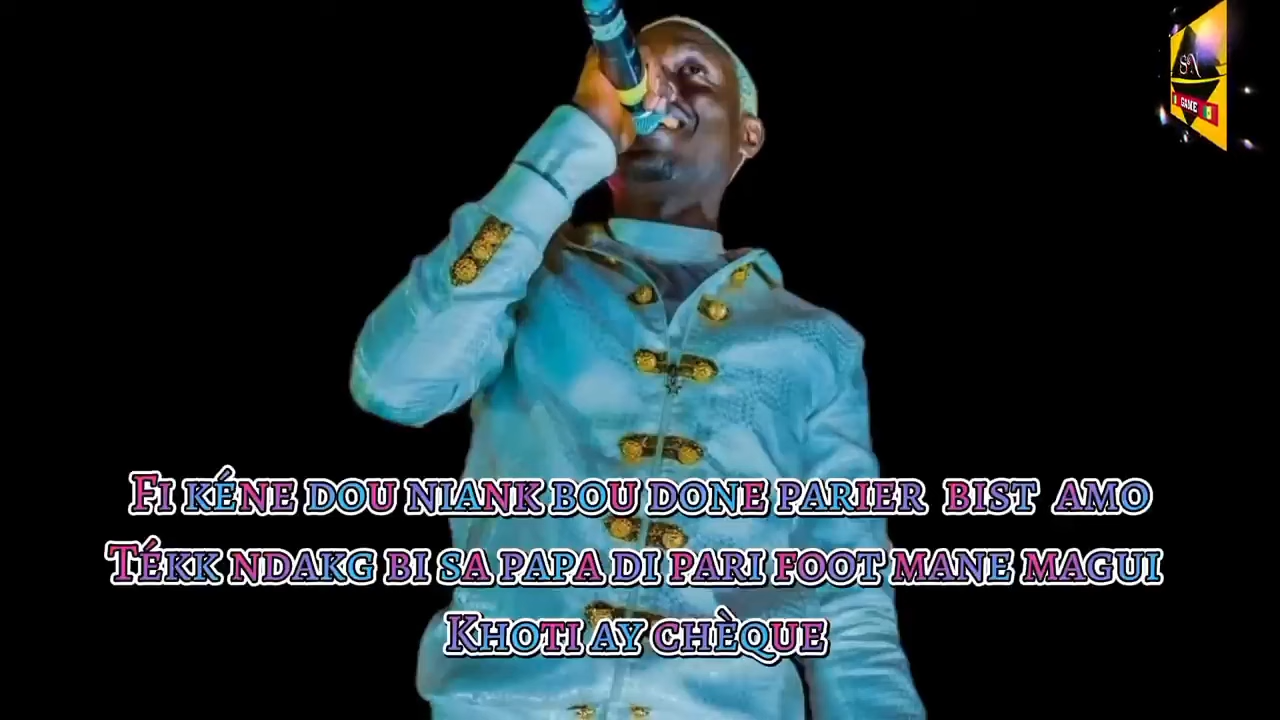 S&N
GAME
Fi kéne dou niank bou done parier bist amo
Tékk ndakg bi sa papa di pari foot mane magui
Khoti ay chèque